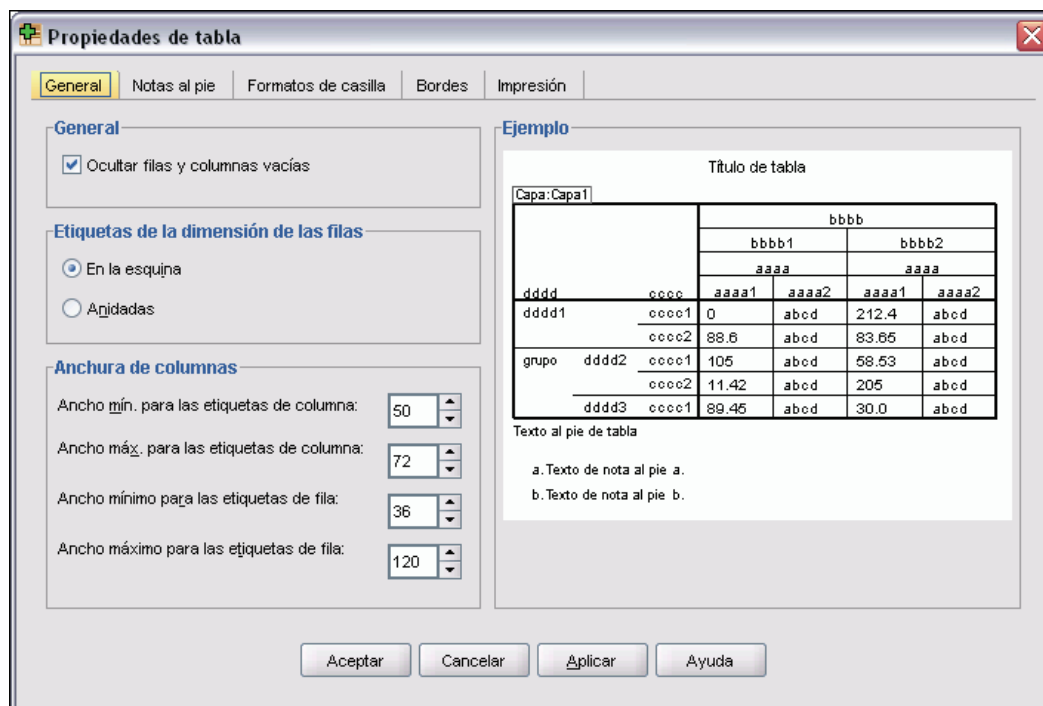 Propiedades de tabla
General Notas al pie Formatos de casilla Bordes Impresión
General
Ocultar filas y columnas vacías
Etiquetas de la dimensión de las filas
En la esquina
Anidadas
Anchura de columnas
Ancho mín. para las etiquetas de columna: 50
Ancho máx. para las etiquetas de columna: 72
Ancho mínimo para las etiquetas de fila: 36
Ancho máximo para las etiquetas de fila: 120
Ejemplo
Título de tabla
Capa:Capa1
bbbb
bbbb1 bbbb2
aaaa aaaa
dddd cccc aaaa1 aaaa2 aaaa1 aaaa2
dddd1 cccc1 0 abcd 212.4 abcd
cccc2 88.6 abcd 83.65 abcd
grupo dddd2 cccc1 105 abcd 58.53 abcd
cccc2 11.42 abcd 205 abcd
dddd3 cccc1 89.45 abcd 30.0 abcd
Texto al pie de tabla
a. Texto de nota al pie a.
b. Texto de nota al pie b.
Aceptar Cancelar Aplicar Ayuda